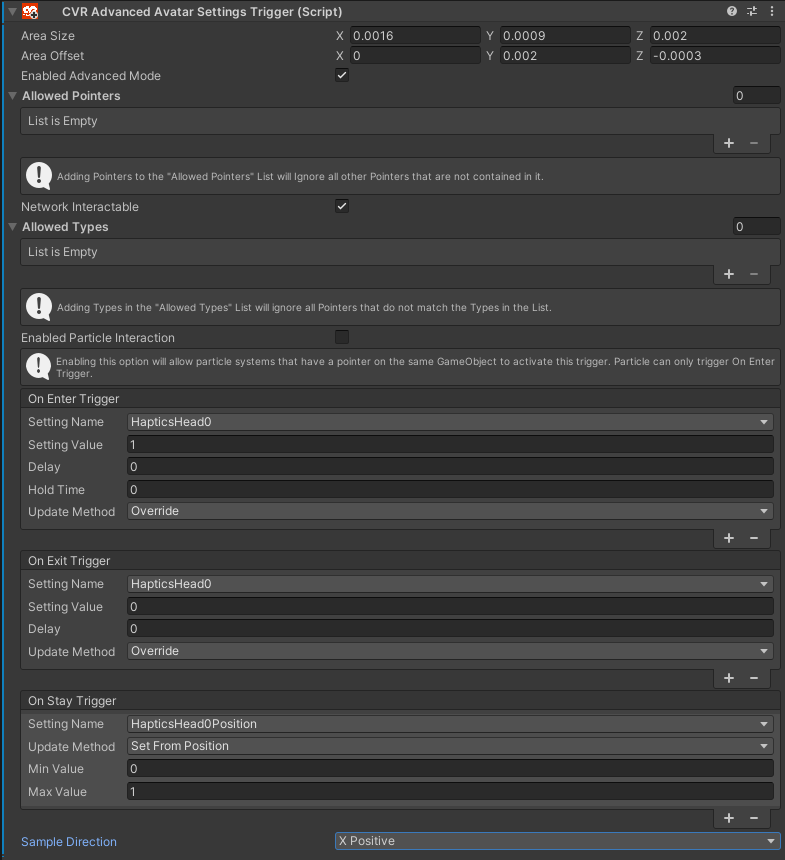 CVR Advanced Avatar Settings Trigger (Script)
Area Size X 0.0016 Y 0.0009 Z 0.002
Area Offset X 0 Y 0.002 Z -0.0003
Enabled Advanced Mode
Allowed Pointers 0
List is Empty
+ −
Adding Pointers to the "Allowed Pointers" List will Ignore all other Pointers that are not contained in it.
Network Interactable
Allowed Types 0
List is Empty
+ −
Adding Types in the "Allowed Types" List will ignore all Pointers that do not match the Types in the List.
Enabled Particle Interaction
Enabling this option will allow particle systems that have a pointer on the same GameObject to activate this trigger. Particle can only trigger On Enter
Trigger.
On Enter Trigger
Setting Name HapticsHead0
Setting Value 1
Delay 0
Hold Time 0
Update Method Override
+ −
On Exit Trigger
Setting Name HapticsHead0
Setting Value 0
Delay 0
Update Method Override
+ −
On Stay Trigger
Setting Name HapticsHead0Position
Update Method Set From Position
Min Value 0
Max Value 1
+ −
Sample Direction X Positive